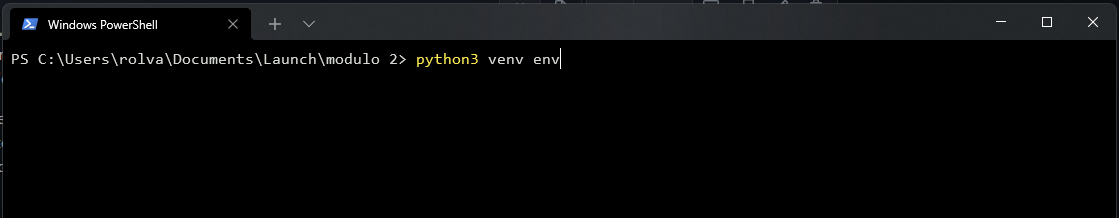 Windows PowerShell
PS C:\Users\rolva\Documents\Launch\modulo 2> python3 venv env